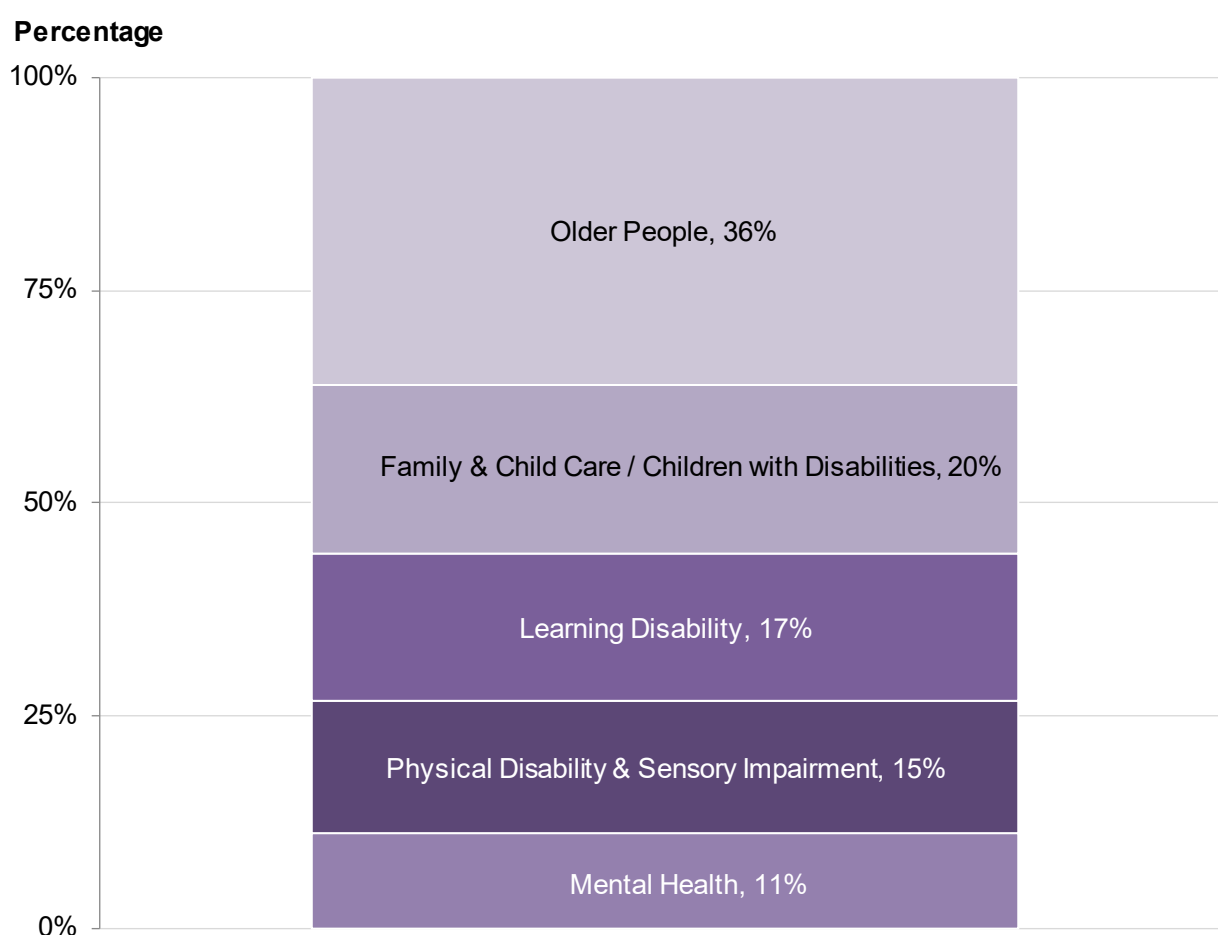 Percentage
100%
Older People, 36%
75%
Family & Child Care / Children with Disabilities, 20%
50%
Learning Disability, 17%
25%
Physical Disability & Sensory Impairment, 15%
Mental Health, 11%
0%